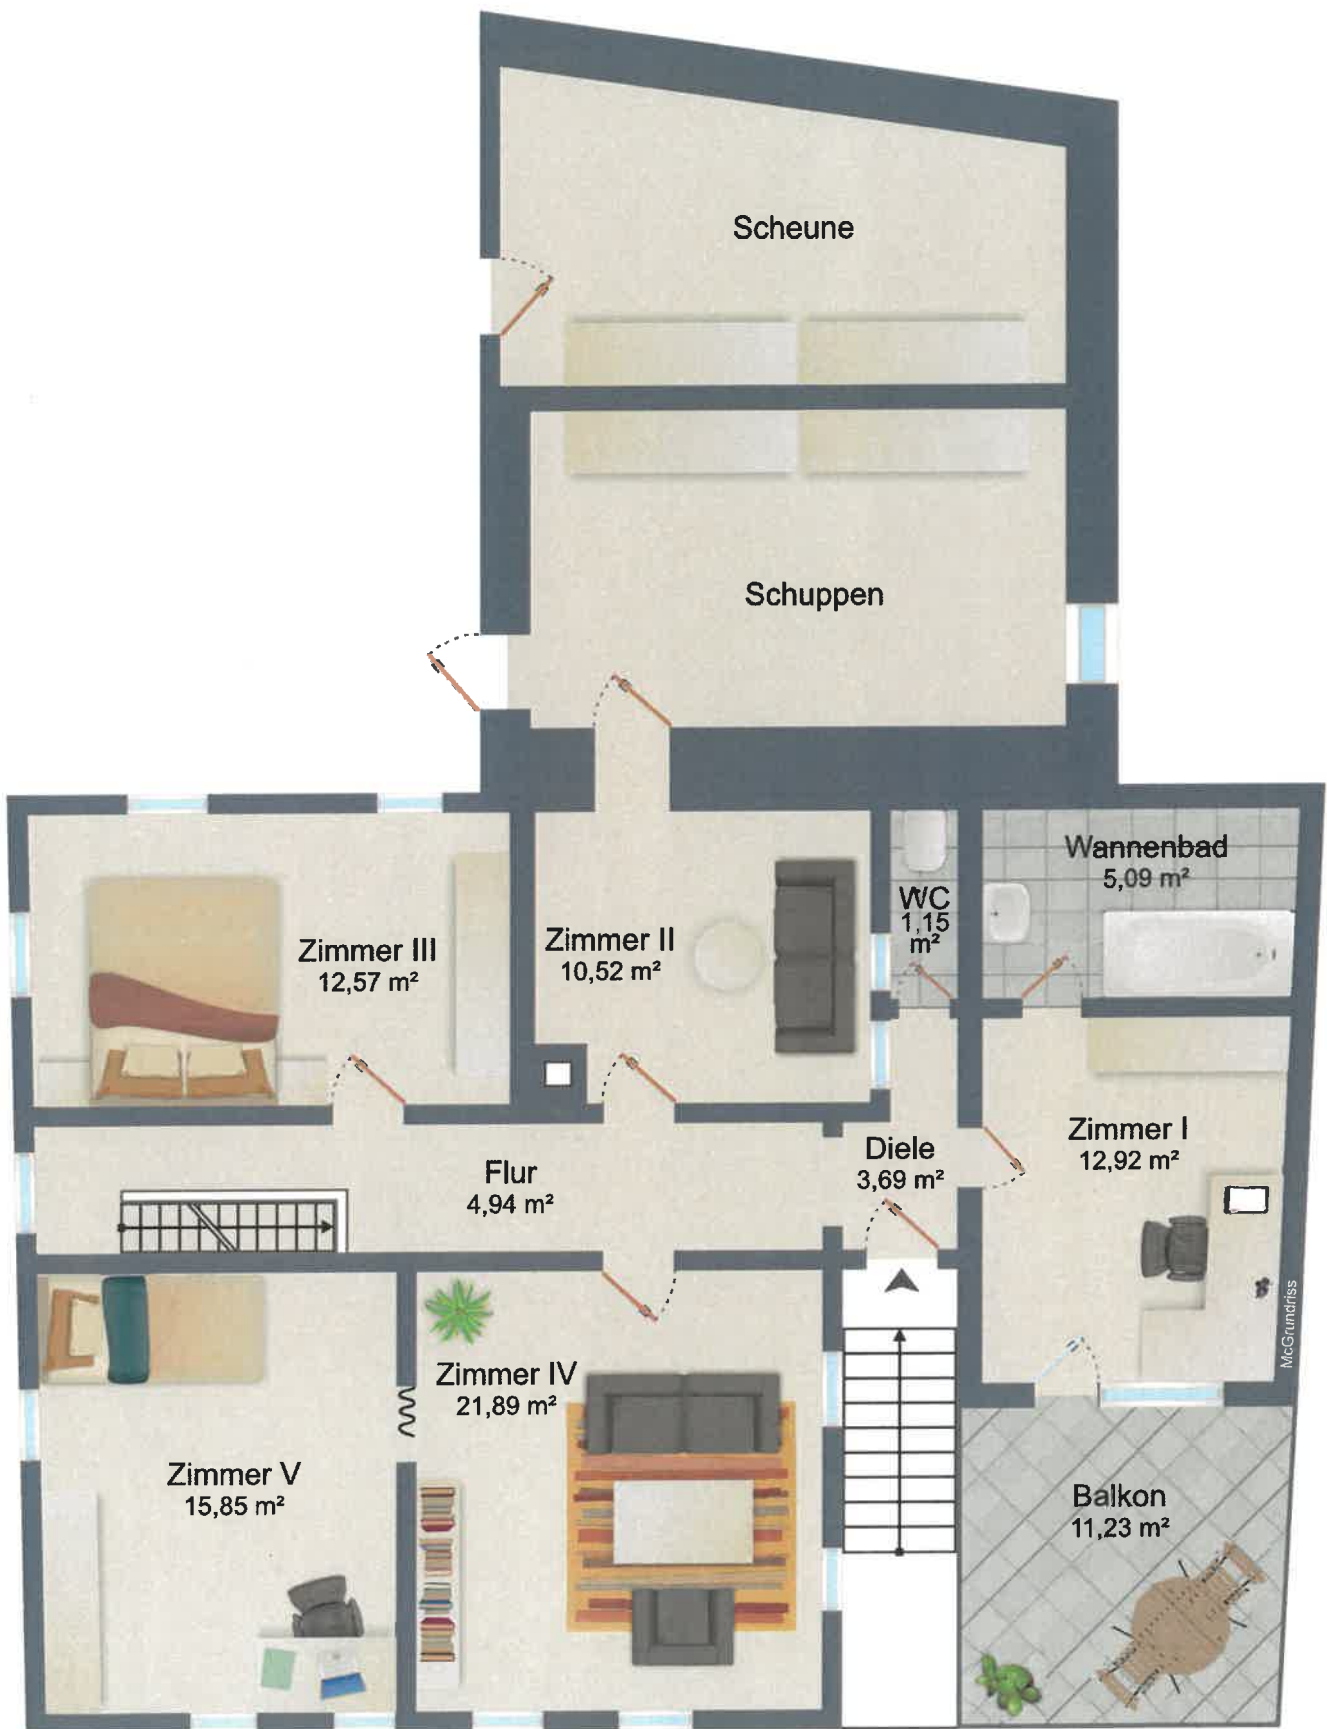 Scheune
Schuppen
Wannenbad
5,09 m²
WC
1,15
m²
Zimmer III
12,57 m²
Zimmer II
10,52 m²
Zimmer I
12,92 m²
Diele
3,69 m²
Flur
4,94 m²
McGrundriss
Zimmer IV
21,89 m²
Zimmer V
15,85 m²
Balkon
11,23 m²